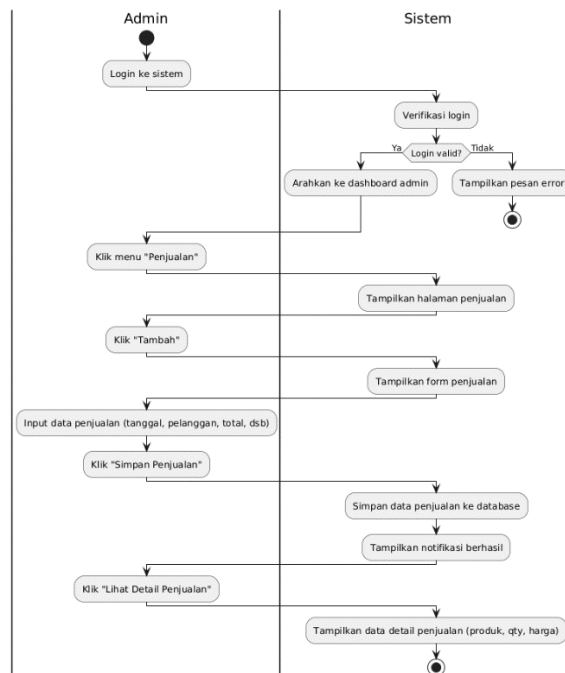 Admin
Sistem
Login ke sistem
Verifikasi login
Ya
Login valid?
Tidak
Arahkan ke dashboard admin
Tampilkan pesan error
Klik menu "Penjualan"
Tampilkan halaman penjualan
Klik "Tambah"
Tampilkan form penjualan
Input data penjualan (tanggal, pelanggan, total, dsb)
Klik "Simpan Penjualan"
Simpan data penjualan ke database
Tampilkan notifikasi berhasil
Klik "Lihat Detail Penjualan"
Tampilkan data detail penjualan (produk, qty, harga)